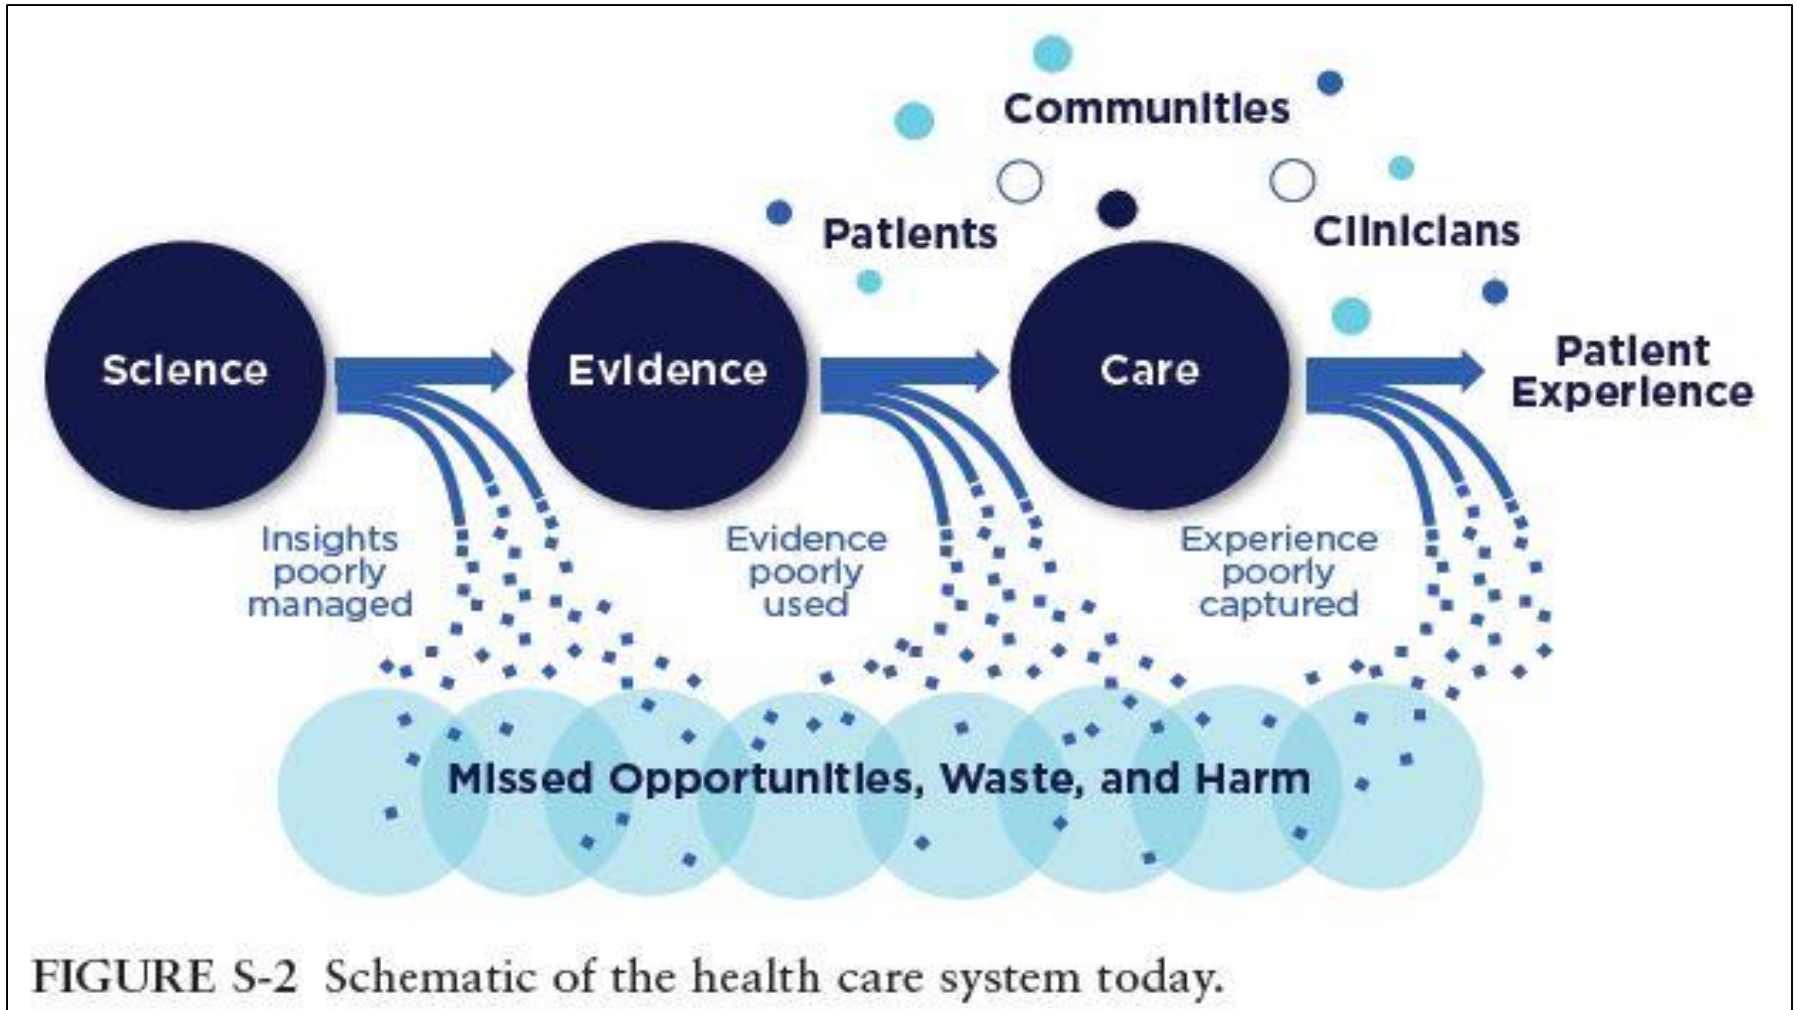 Communities
Patients
Clinicians
Science
Evidence
Care
Patient
Experience
Insights
poorly
managed
Evidence
poorly
used
Experience
poorly
captured
Missed Opportunities, Waste, and Harm
FIGURE S-2 Schematic of the health care system today.